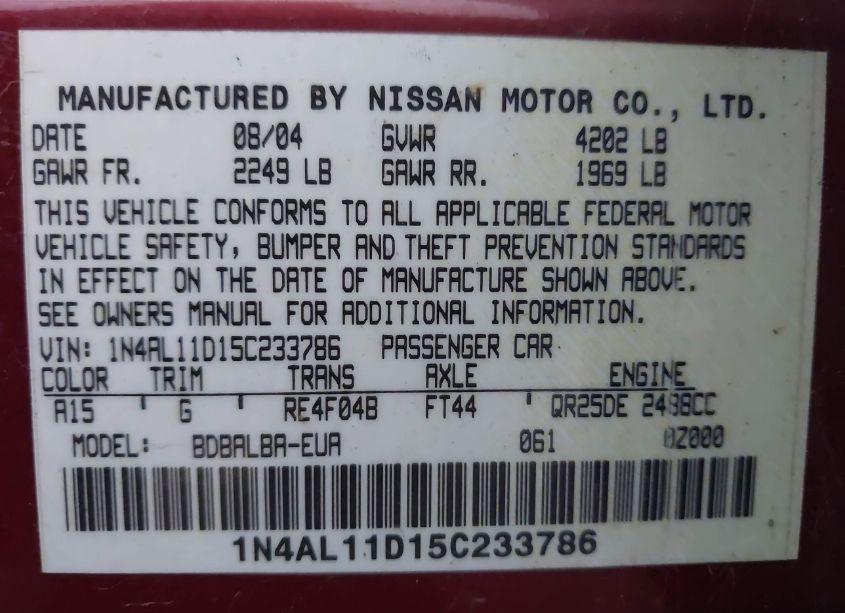 MANUFACTURED BY NISSAN MOTOR CO., LTD.
DATE 08/04 GVWR 4202 LB
GAWR FR. 2249 LB GAWR RR. 1969 LB
THIS VEHICLE CONFORMS TO ALL APPLICABLE FEDERAL MOTOR
VEHICLE SAFETY, BUMPER AND THEFT PREVENTION STANDARDS
IN EFFECT ON THE DATE OF MANUFACTURE SHOWN ABOVE.
SEE OWNERS MANUAL FOR ADDITIONAL INFORMATION.
VIN: 1N4AL11D15C233786 PASSENGER CAR
COLOR TRIM TRANS AXLE ENGINE
A15 G RE4F04B FT44 QR25DE 2488CC
MODEL: BDBALBA-EUA 061 0Z000
1N4AL11D15C233786